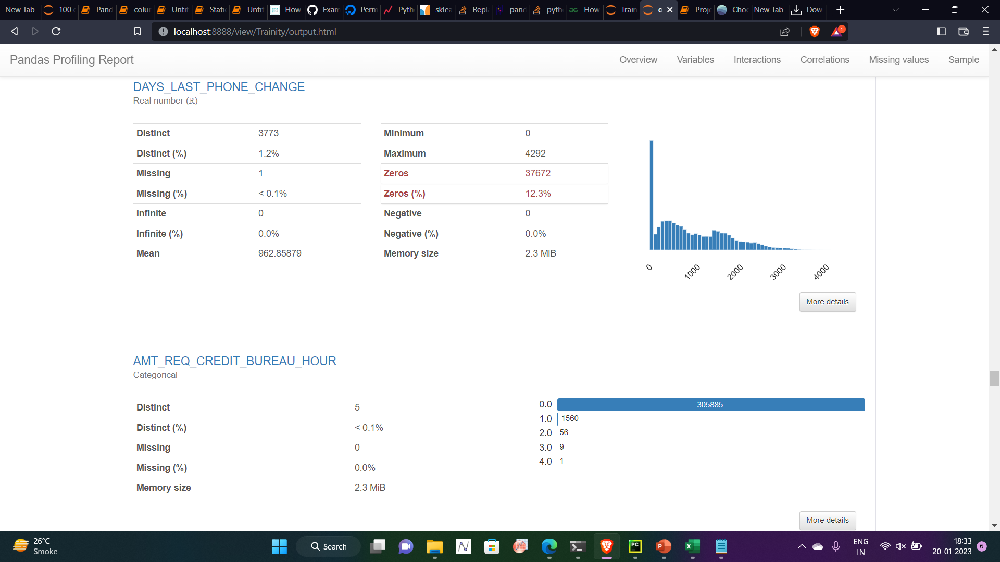 New Tab 100 Pand colur Untit Statio Untit How Exam Perm Pyth sklea Repl panc pyth How Train Proje Choc New Tab Dow
localhost:8888/view/Trainity/output.html 1
Pandas Profiling Report Overview Variables Interactions Correlations Missing values Sample
DAYS_LAST_PHONE_CHANGE
Real number (ℝ)
Distinct 3773 Minimum 0
Distinct (%) 1.2% Maximum 4292
Missing 1 Zeros 37672
Missing (%) < 0.1% Zeros (%) 12.3%
Infinite 0 Negative 0
Infinite (%) 0.0% Negative (%) 0.0%
Mean 962.85879 Memory size 2.3 MiB
0 1000 2000 3000 4000
More details
AMT_REQ_CREDIT_BUREAU_HOUR
Categorical
Distinct 5
Distinct (%) < 0.1%
Missing 0
Missing (%) 0.0%
Memory size 2.3 MiB
0.0 305885
1.0 1560
2.0 56
3.0 9
4.0 1
More details
26°C
Smoke
Search
PC
P
X
ENG
IN
18:33
20-01-2023
6